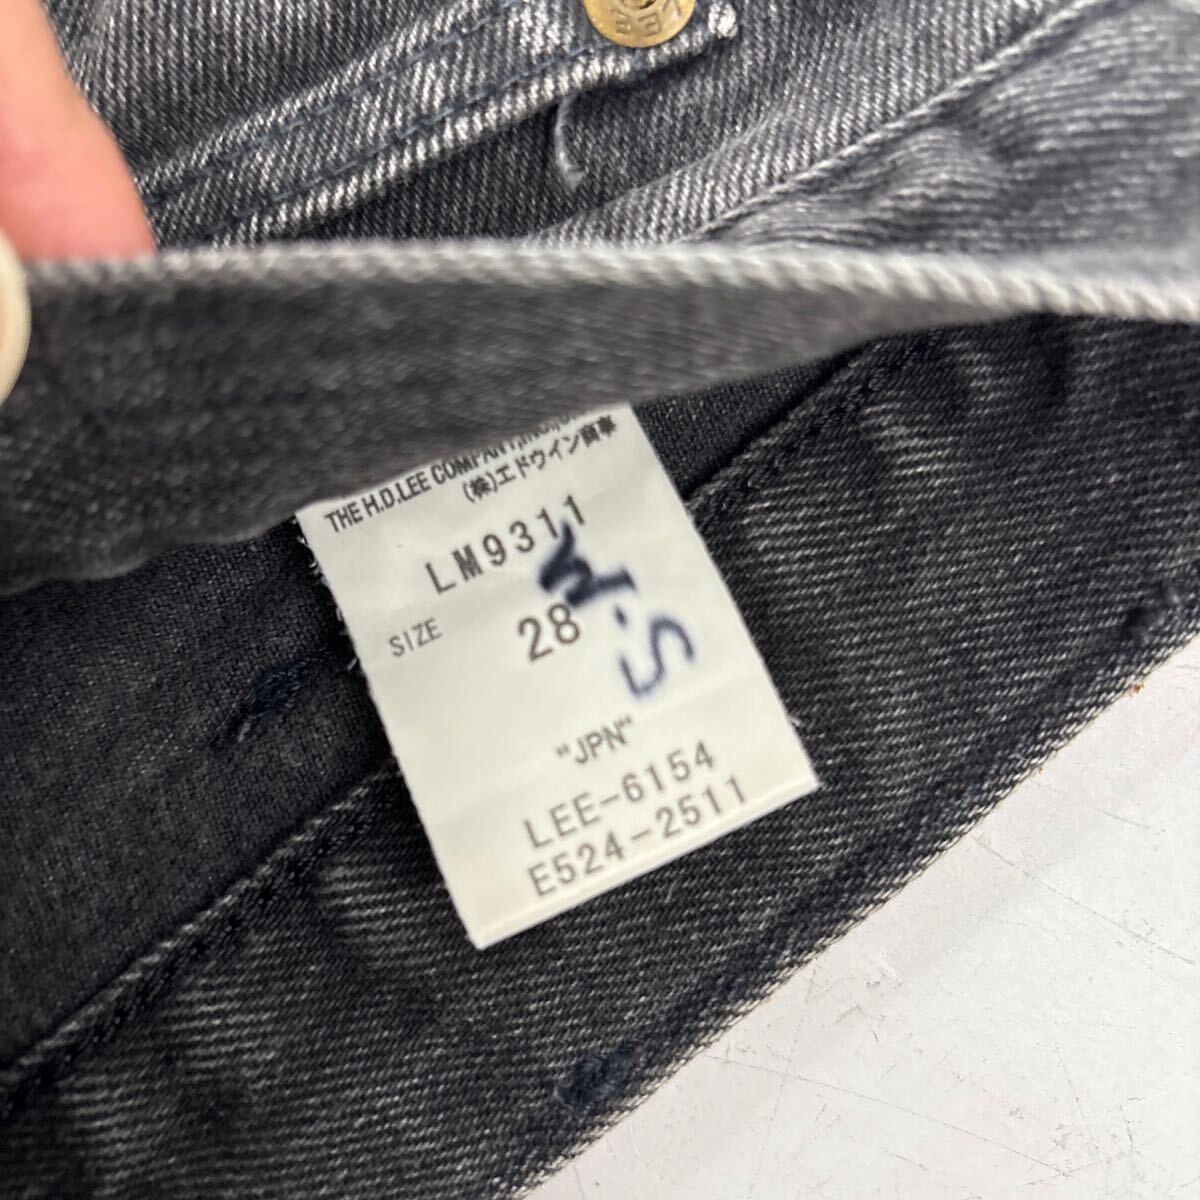 LEE
THE H.D.LEE COMPANY,INC.,
(株)エドウイン商事
LM9311
SIZE 28
M.S
"JPN"
LEE-6154
E524-2511